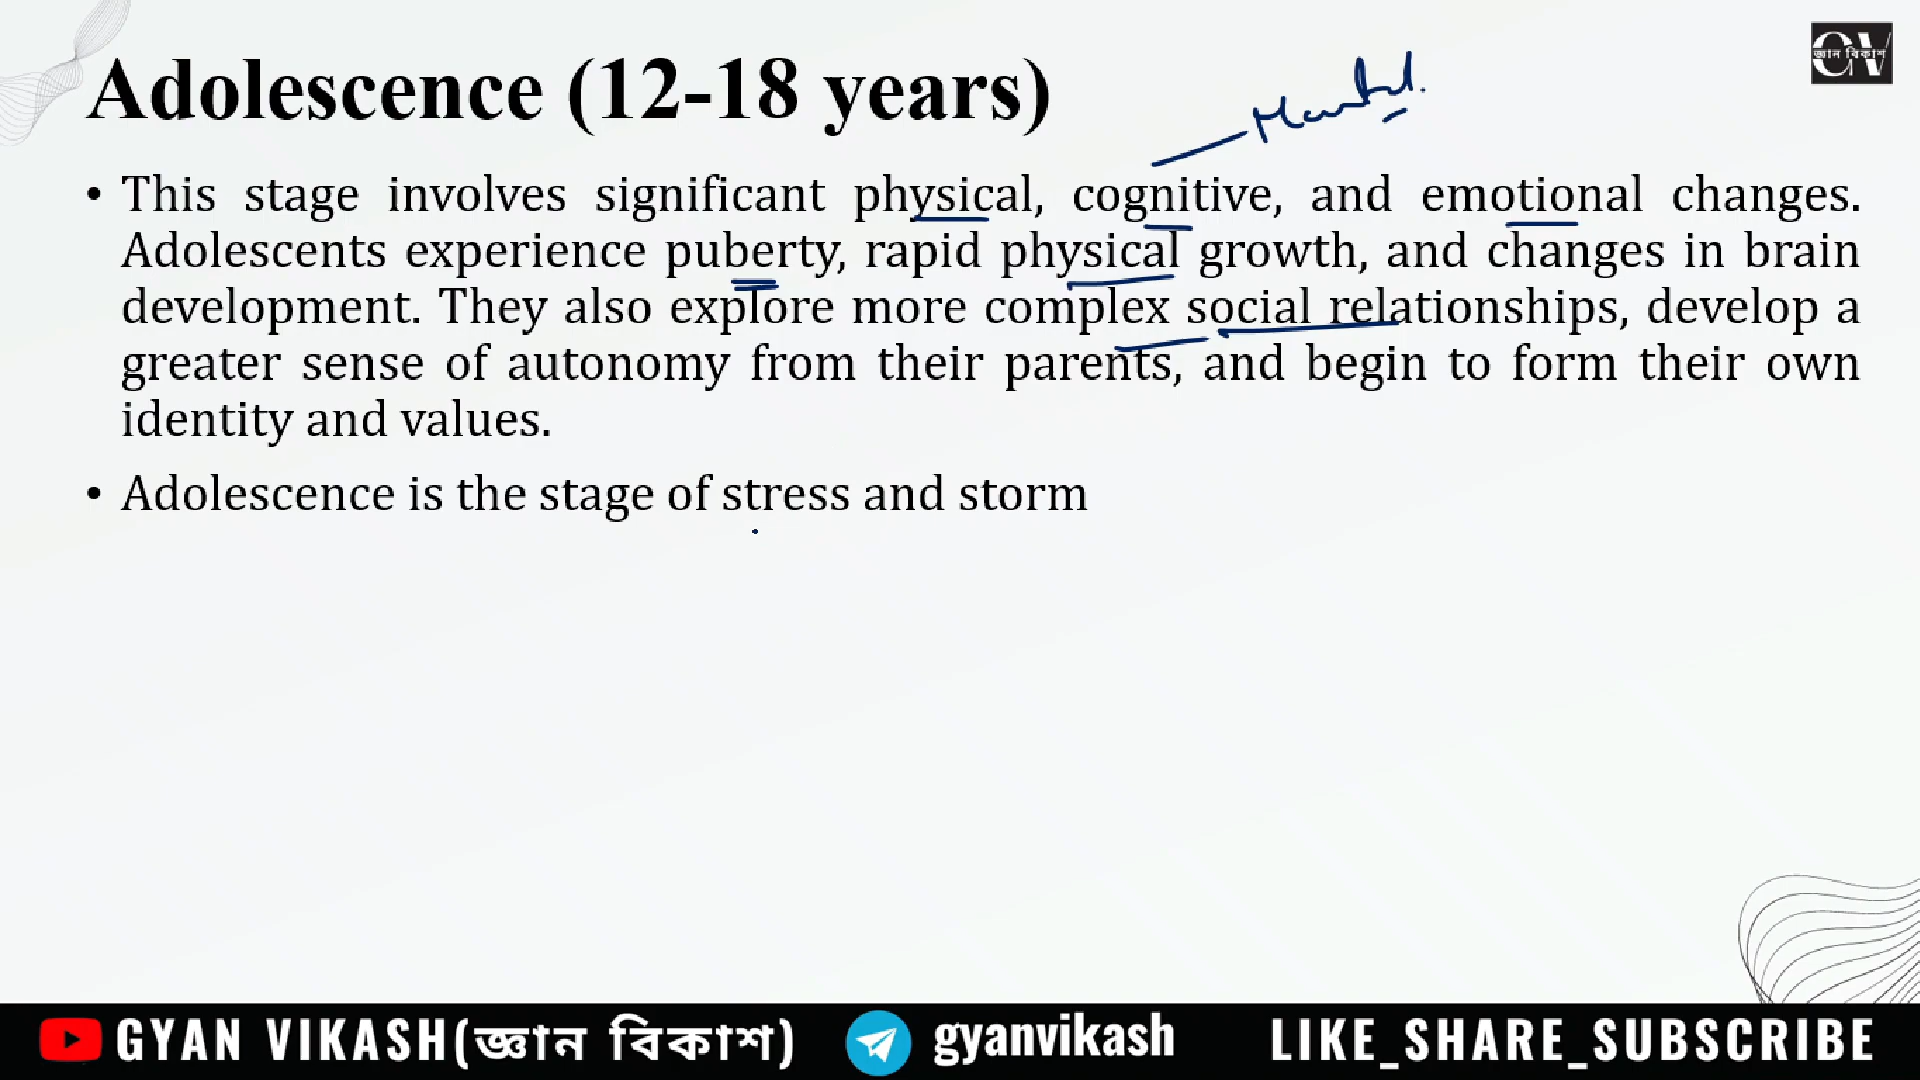 Adolescence (12-18 years)
জ্ঞান বিকাশ
GV
Mental.
• This stage involves significant physical, cognitive, and emotional changes.
Adolescents experience puberty, rapid physical growth, and changes in brain
development. They also explore more complex social relationships, develop a
greater sense of autonomy from their parents, and begin to form their own
identity and values.
• Adolescence is the stage of stress and storm
GYAN VIKASH(জ্ঞান বিকাশ)
gyanvikash
LIKE_SHARE_SUBSCRIBE